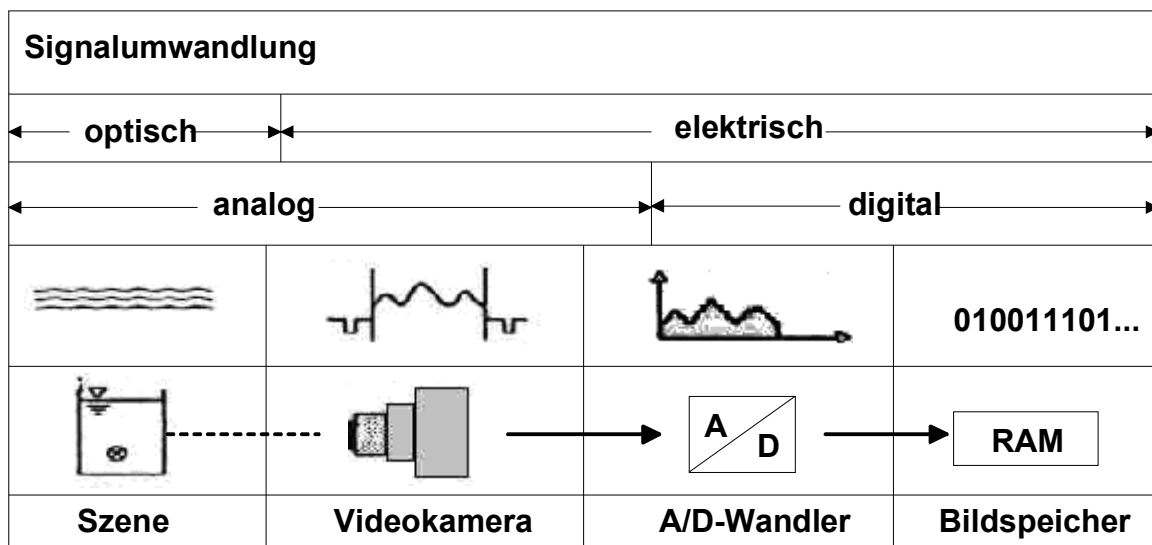 Signalumwandlung
optisch elektrisch
analog digital
010011101...
A D RAM
Szene Videokamera A/D-Wandler Bildspeicher